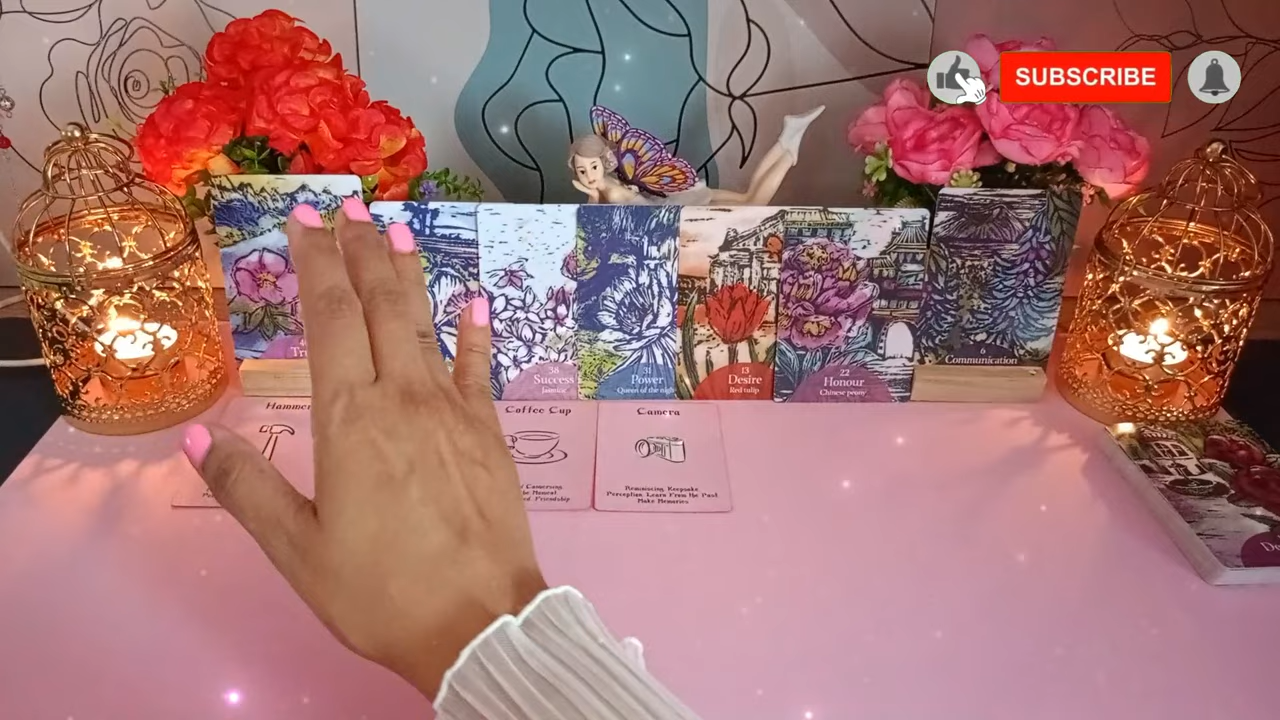 SUBSCRIBE
38
Success
Jasmine
31
Power
Queen of the night
13
Desire
Red tulip
22
Honour
Chinese peony
6
Communication
Hammer
Coffee Cup
Camera
Friendship
Reminiscing, Keepsake,
Perception, Learn From the Past,
Make Memories